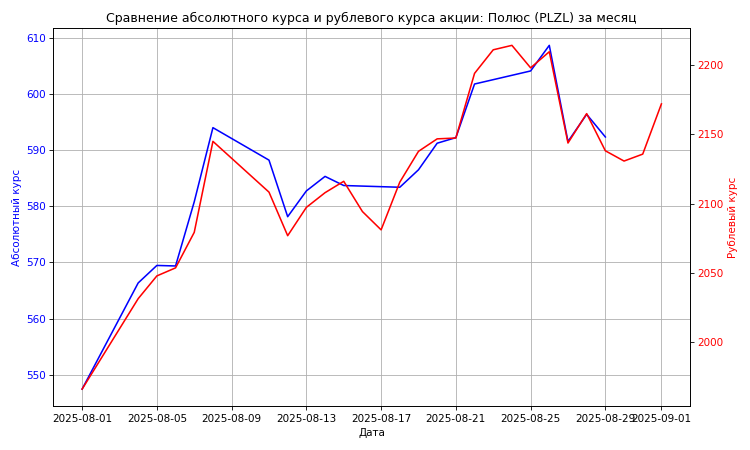 Сравнение абсолютного курса и рублевого курса акции: Полюс (PLZL) за месяц
Абсолютный курс
610
600
590
580
570
560
550
2200
2150
2100
2050
2000
Рублевый курс
2025-08-01 2025-08-05 2025-08-09 2025-08-13 2025-08-17 2025-08-21 2025-08-25 2025-08-29 2025-09-01
Дата